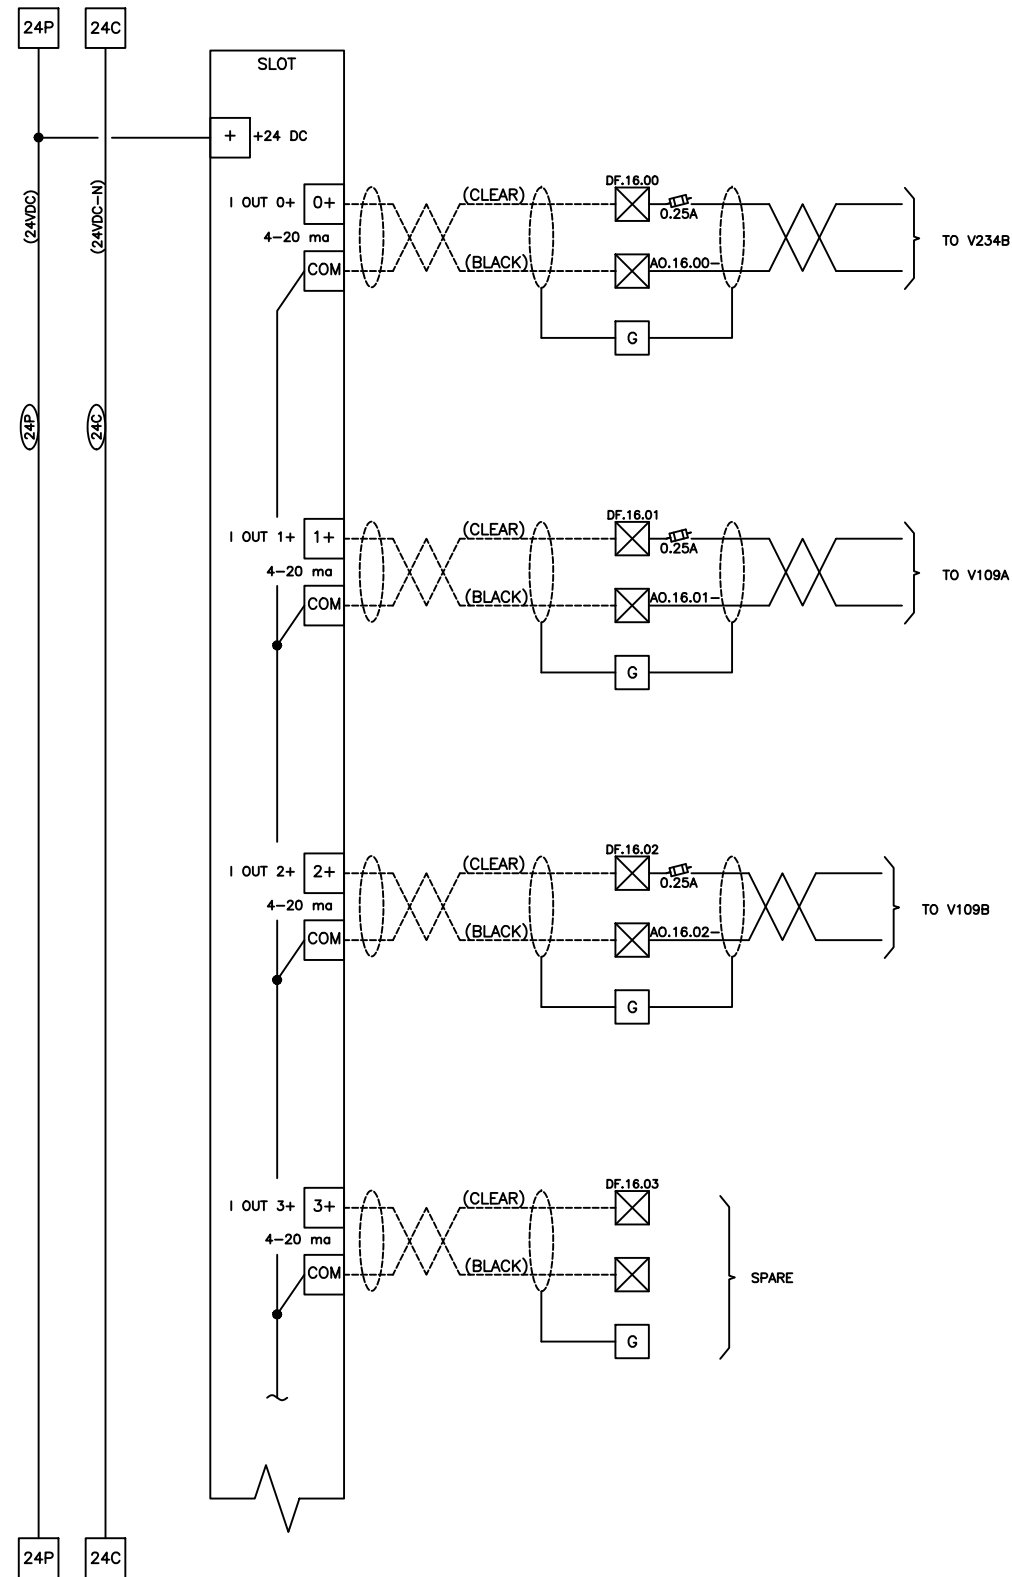 24P
24C
SLOT
+
+24 DC
(24VDC)
(24VDC-N)
DF.16.00
(CLEAR)
I OUT 0+
0+
0.25A
4-20 ma
TO V234B
(BLACK)
COM
AO.16.00-
G
24P
24C
DF.16.01
(CLEAR)
I OUT 1+
1+
0.25A
4-20 ma
TO V109A
(BLACK)
COM
AO.16.01-
G
DF.16.02
(CLEAR)
I OUT 2+
2+
0.25A
4-20 ma
TO V109B
(BLACK)
COM
AO.16.02-
G
DF.16.03
(CLEAR)
I OUT 3+
3+
4-20 ma
(BLACK)
COM
SPARE
G
24P
24C